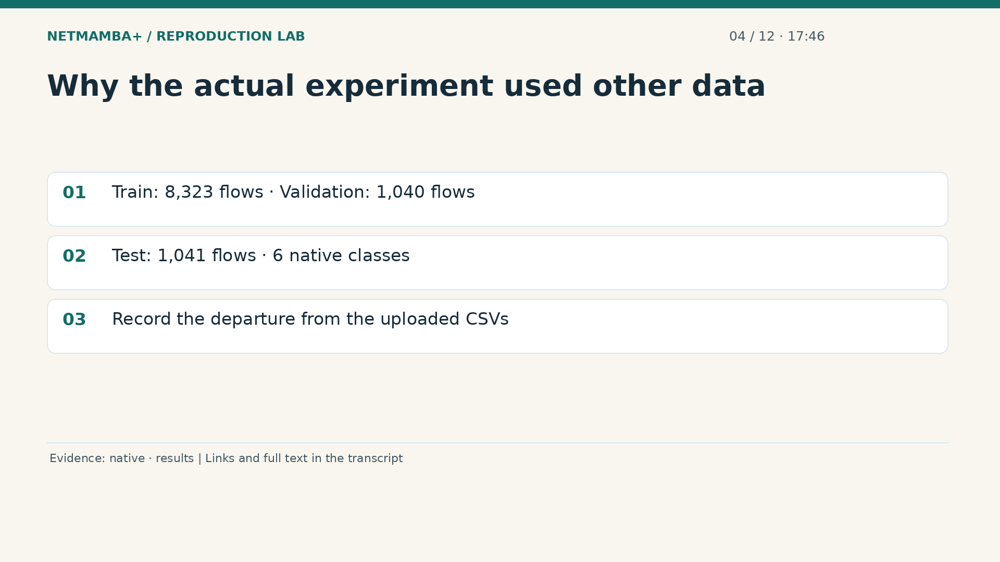 NETMAMBA+ / REPRODUCTION LAB
04 / 12 · 17:46
Why the actual experiment used other data
01 Train: 8,323 flows · Validation: 1,040 flows
02 Test: 1,041 flows · 6 native classes
03 Record the departure from the uploaded CSVs
Evidence: native · results | Links and full text in the transcript